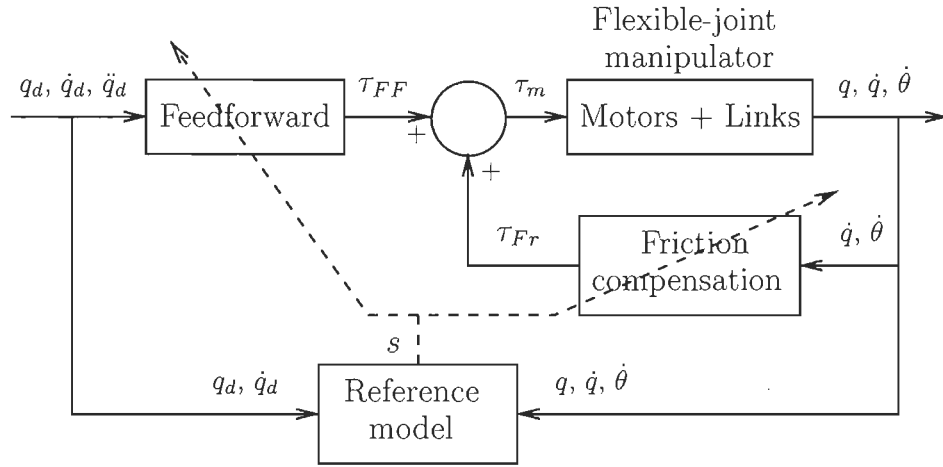 Flexible-joint
manipulator
q_d, q̇_d, q̈_d
Feedforward
τ_FF
+
τ_m
Motors + Links
q, q̇, θ̇
+
τ_Fr
Friction
compensation
q̇, θ̇
s
q_d, q̇_d
Reference
model
q, q̇, θ̇